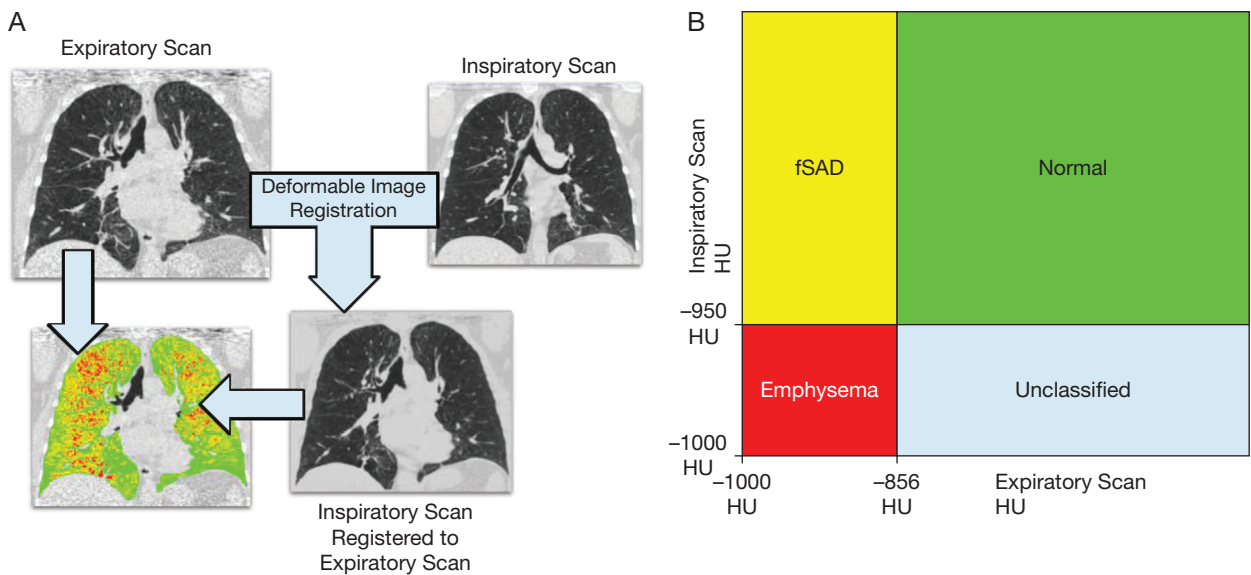 A
Expiratory Scan
Inspiratory Scan
Deformable Image
Registration
Inspiratory Scan
Registered to
Expiratory Scan
B
Inspiratory Scan
HU
fSAD
Normal
–950
HU
Emphysema
Unclassified
–1000
HU
–1000
HU
–856
HU
Expiratory Scan
HU